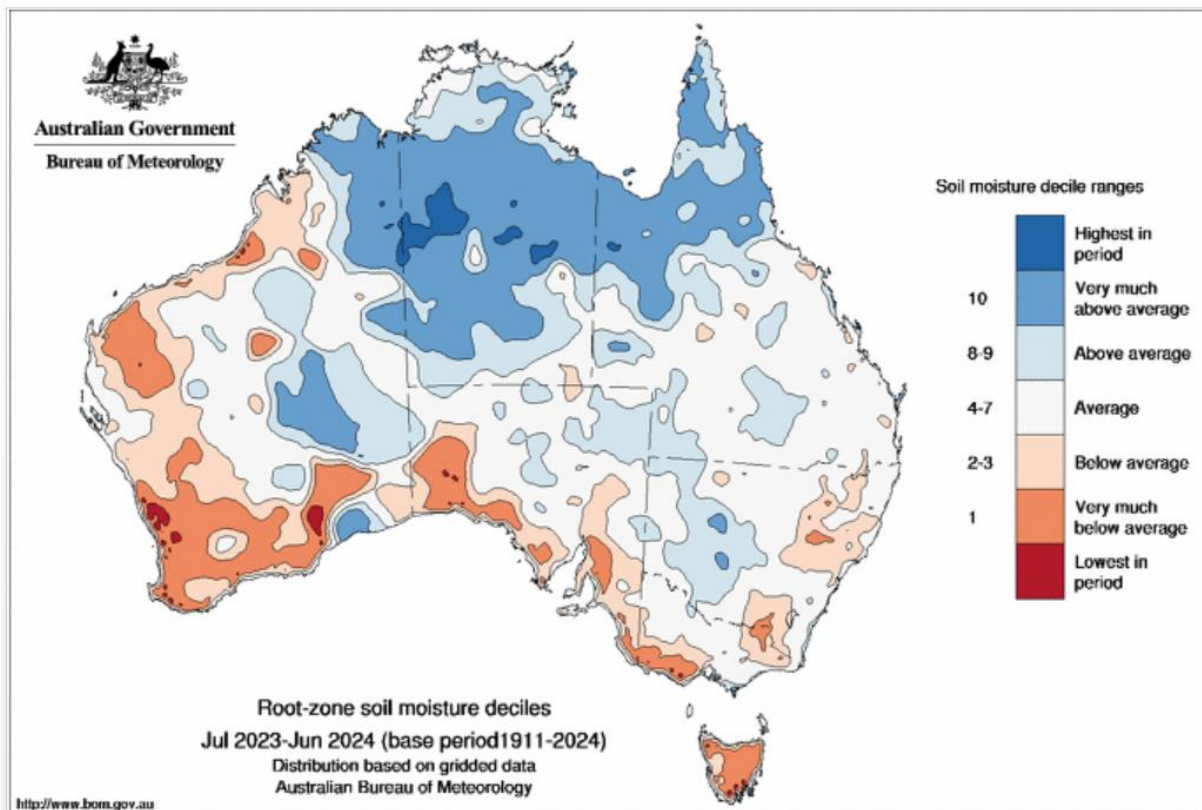 Australian Government
Bureau of Meteorology
Soil moisture decile ranges
Highest in
period
10
Very much
above average
8-9
Above average
4-7
Average
2-3
Below average
1
Very much
below average
Lowest in
period
Root-zone soil moisture deciles
Jul 2023-Jun 2024 (base period1911-2024)
Distribution based on gridded data
Australian Bureau of Meteorology
http://www.bom.gov.au